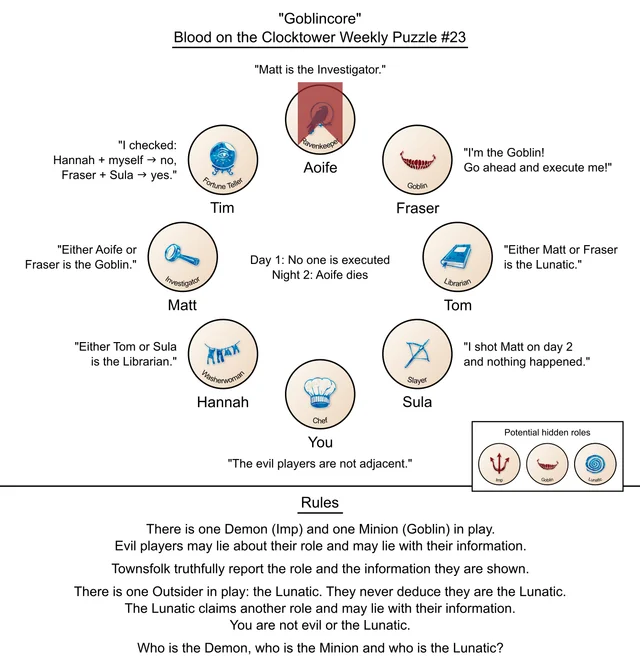 "Goblincore"
Blood on the Clocktower Weekly Puzzle #23
"Matt is the Investigator."
Ravenkeeper
Aoife
"I checked:
Hannah + myself → no,
Fraser + Sula → yes."
Fortune Teller
Tim
Goblin
Fraser
"I'm the Goblin!
Go ahead and execute me!"
"Either Aoife or
Fraser is the Goblin."
Investigator
Matt
Day 1: No one is executed
Night 2: Aoife dies
Librarian
Tom
"Either Matt or Fraser
is the Lunatic."
"Either Tom or Sula
is the Librarian."
Washerwoman
Hannah
Chef
You
"The evil players are not adjacent."
Slayer
Sula
"I shot Matt on day 2
and nothing happened."
Potential hidden roles
Imp
Goblin
Lunatic
Rules
There is one Demon (Imp) and one Minion (Goblin) in play.
Evil players may lie about their role and may lie with their information.
Townsfolk truthfully report the role and the information they are shown.
There is one Outsider in play: the Lunatic. They never deduce they are the Lunatic.
The Lunatic claims another role and may lie with their information.
You are not evil or the Lunatic.
Who is the Demon, who is the Minion and who is the Lunatic?